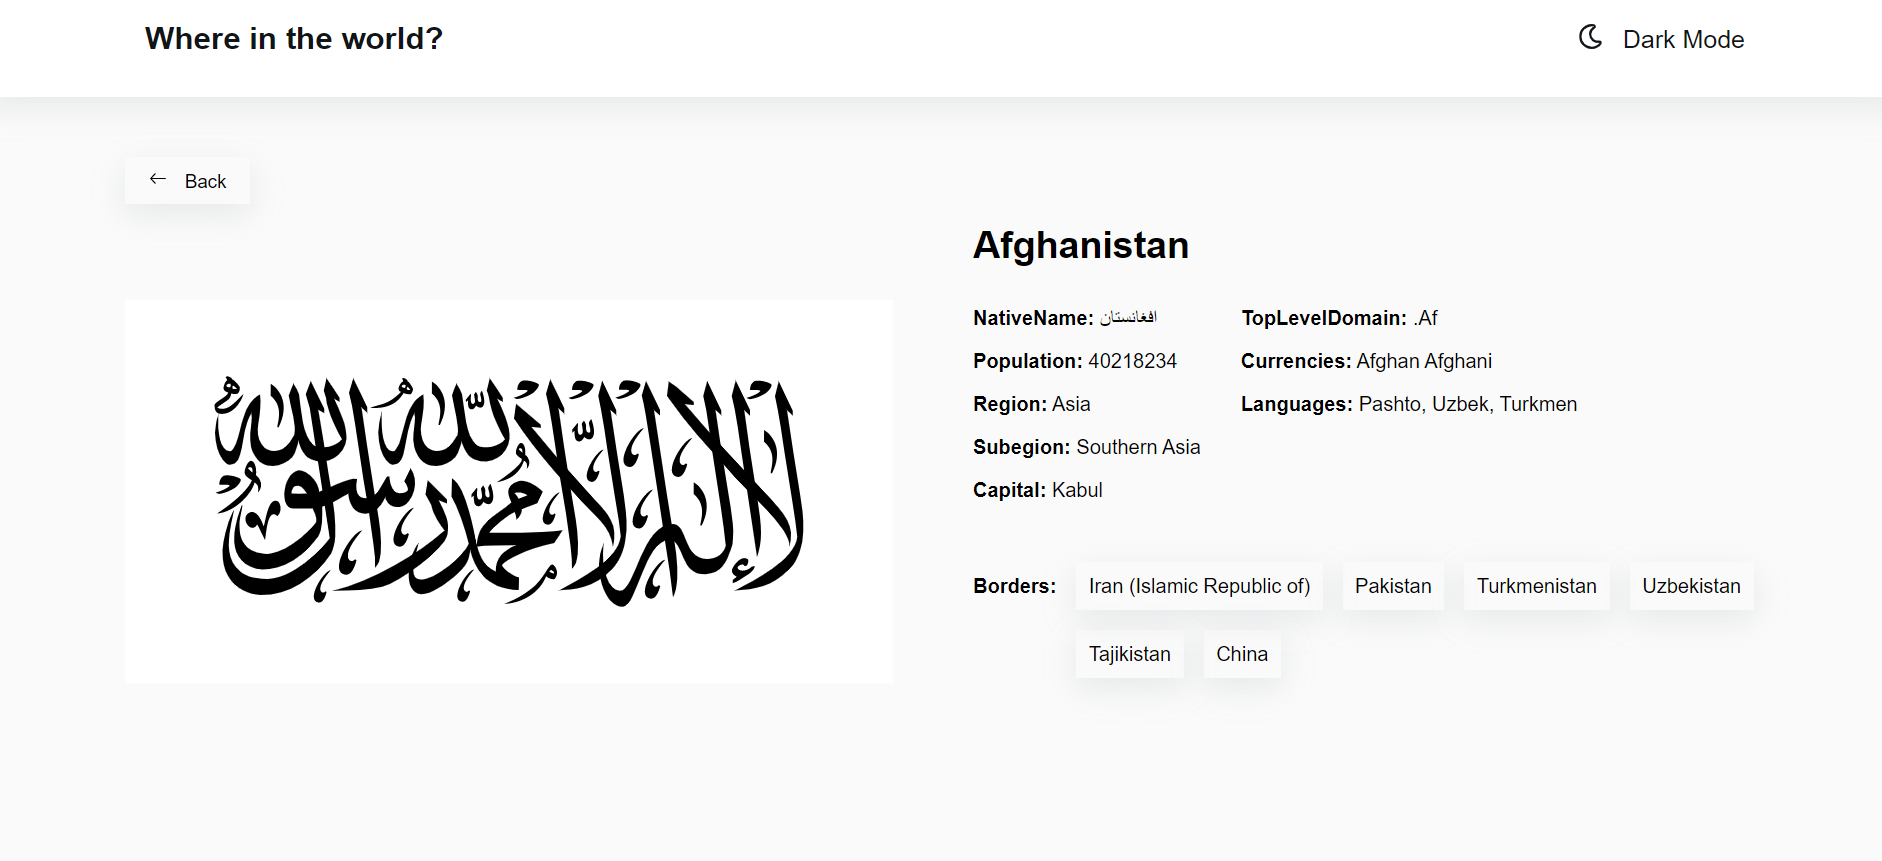 Where in the world?
Dark Mode
Back
Afghanistan
NativeName: افغانستان
Population: 40218234
Region: Asia
Subegion: Southern Asia
Capital: Kabul
TopLevelDomain: .Af
Currencies: Afghan Afghani
Languages: Pashto, Uzbek, Turkmen
لا إله إلا الله محمد رسول الله
Borders: Iran (Islamic Republic of) Pakistan Turkmenistan Uzbekistan
Tajikistan China